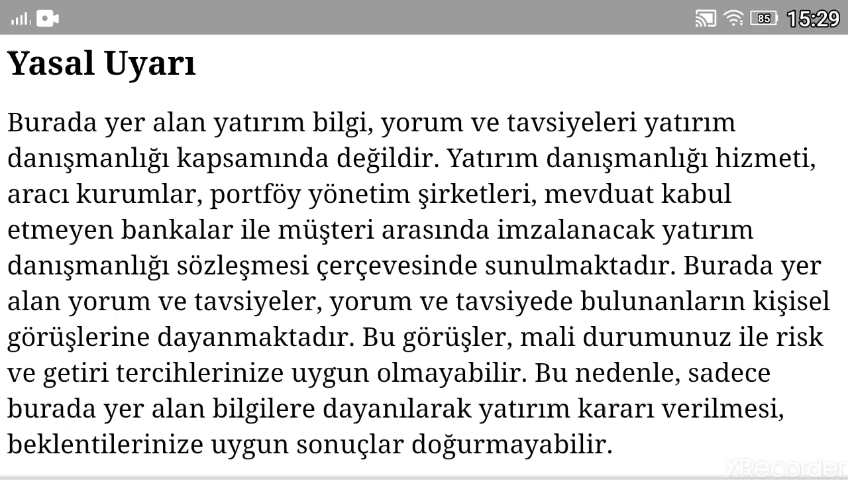 85 15:29
Yasal Uyarı
Burada yer alan yatırım bilgi, yorum ve tavsiyeleri yatırım
danışmanlığı kapsamında değildir. Yatırım danışmanlığı hizmeti,
aracı kurumlar, portföy yönetim şirketleri, mevduat kabul
etmeyen bankalar ile müşteri arasında imzalanacak yatırım
danışmanlığı sözleşmesi çerçevesinde sunulmaktadır. Burada yer
alan yorum ve tavsiyeler, yorum ve tavsiyede bulunanların kişisel
görüşlerine dayanmaktadır. Bu görüşler, mali durumunuz ile risk
ve getiri tercihlerinize uygun olmayabilir. Bu nedenle, sadece
burada yer alan bilgilere dayanılarak yatırım kararı verilmesi,
beklentilerinize uygun sonuçlar doğurmayabilir.
XRecorder